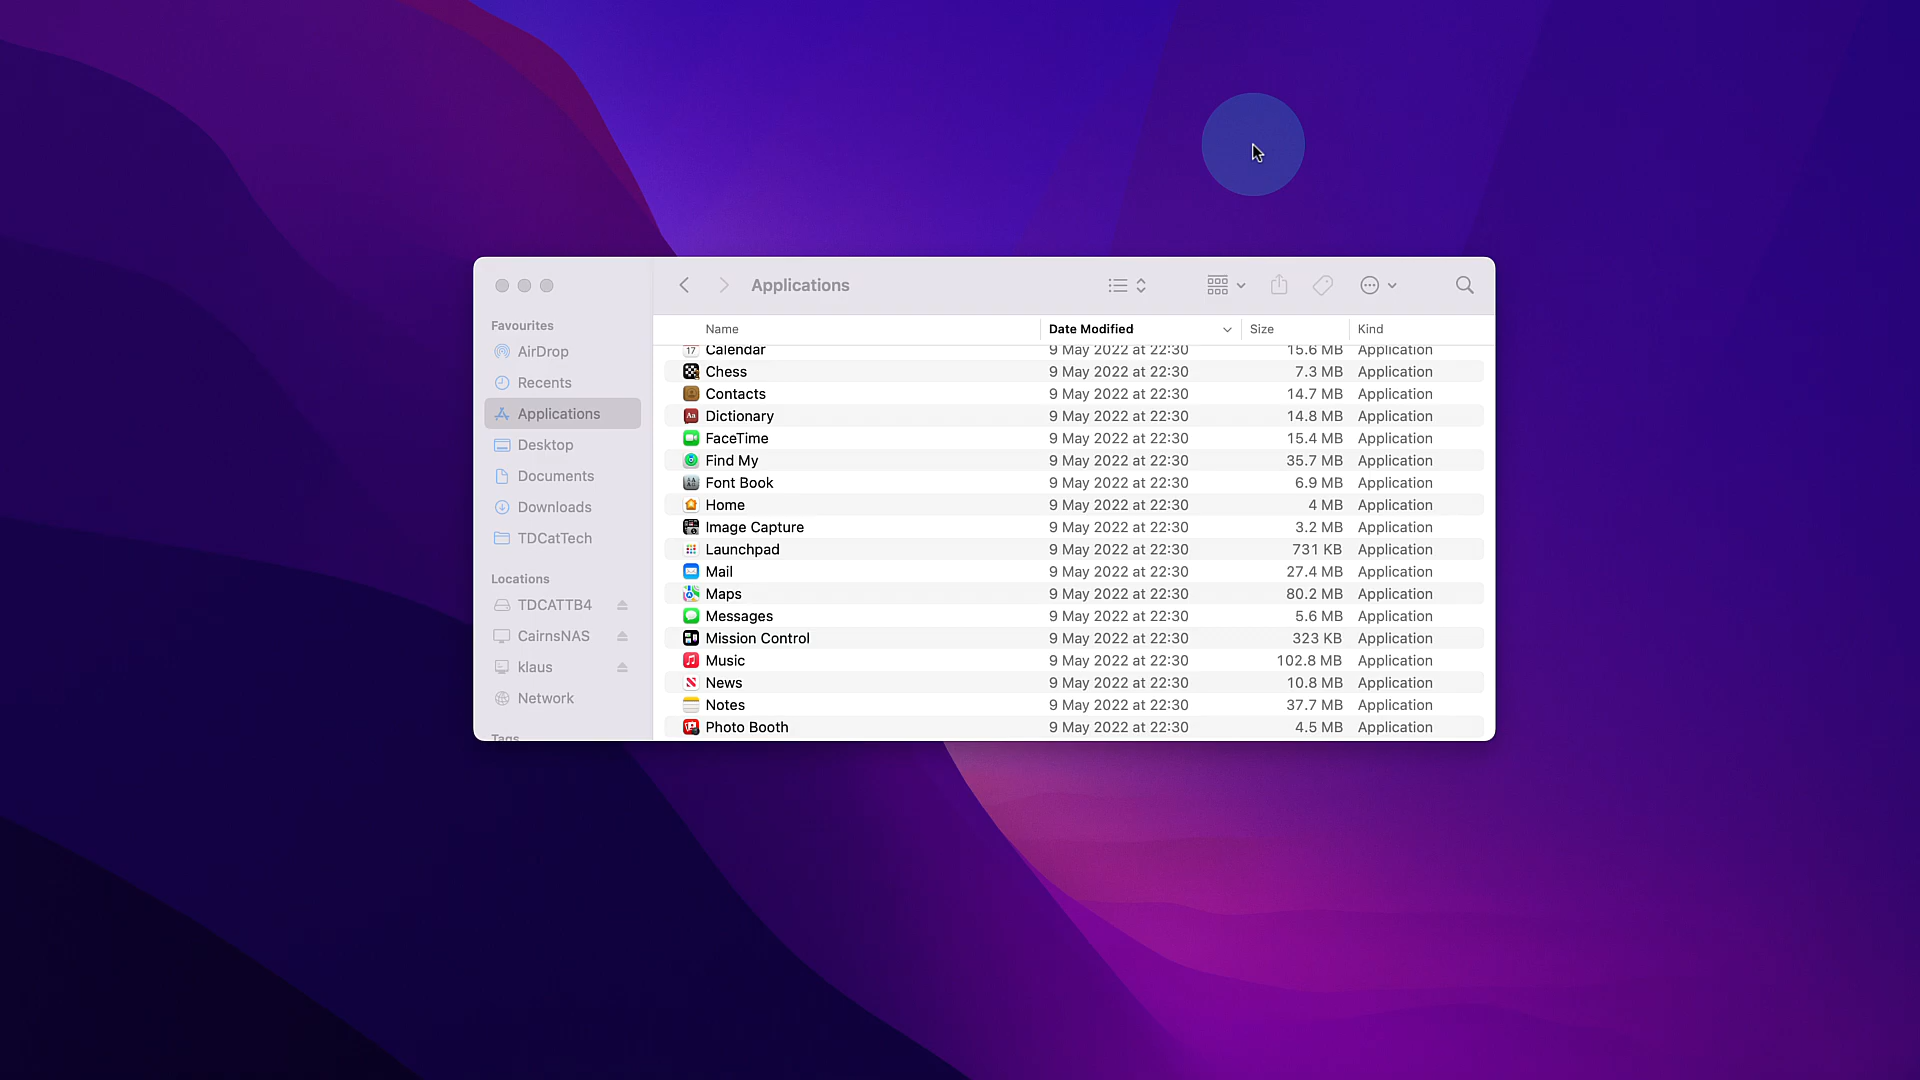 Applications
Favourites
AirDrop
Recents
Applications
Desktop
Documents
Downloads
TDCatTech
Locations
TDCATTB4
CairnsNAS
klaus
Network
Tags
Name Date Modified Size Kind
Calendar 9 May 2022 at 22:30 15.6 MB Application
Chess 9 May 2022 at 22:30 7.3 MB Application
Contacts 9 May 2022 at 22:30 14.7 MB Application
Dictionary 9 May 2022 at 22:30 14.8 MB Application
FaceTime 9 May 2022 at 22:30 15.4 MB Application
Find My 9 May 2022 at 22:30 35.7 MB Application
Font Book 9 May 2022 at 22:30 6.9 MB Application
Home 9 May 2022 at 22:30 4 MB Application
Image Capture 9 May 2022 at 22:30 3.2 MB Application
Launchpad 9 May 2022 at 22:30 731 KB Application
Mail 9 May 2022 at 22:30 27.4 MB Application
Maps 9 May 2022 at 22:30 80.2 MB Application
Messages 9 May 2022 at 22:30 5.6 MB Application
Mission Control 9 May 2022 at 22:30 323 KB Application
Music 9 May 2022 at 22:30 102.8 MB Application
News 9 May 2022 at 22:30 10.8 MB Application
Notes 9 May 2022 at 22:30 37.7 MB Application
Photo Booth 9 May 2022 at 22:30 4.5 MB Application